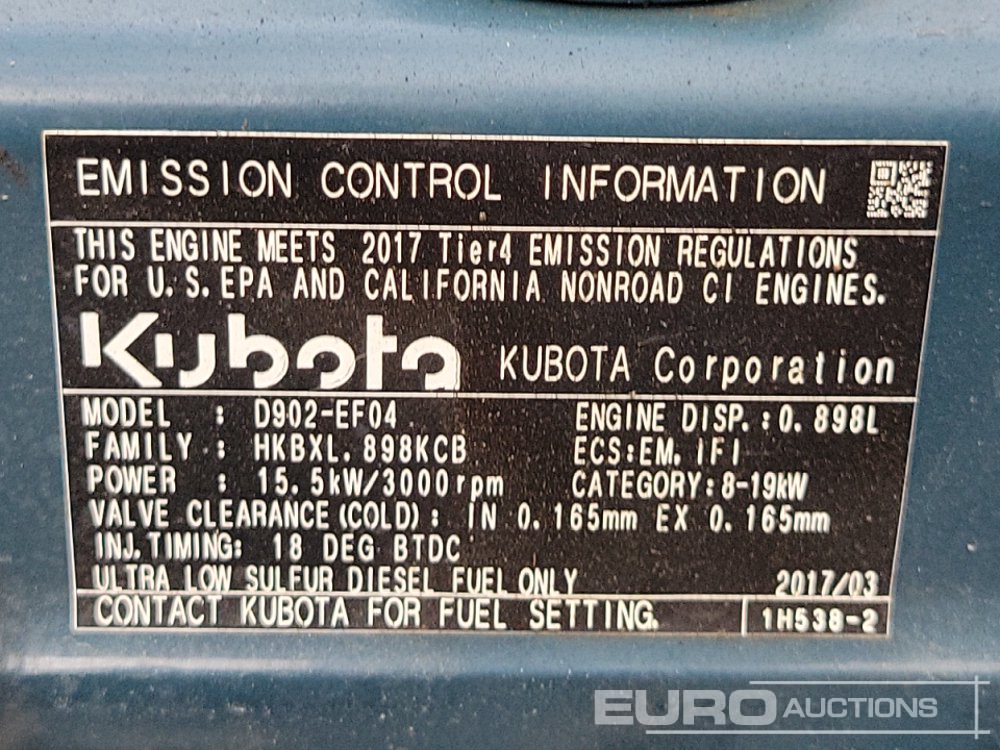 EMISSION CONTROL INFORMATION
THIS ENGINE MEETS 2017 Tier4 EMISSION REGULATIONS
FOR U.S.EPA AND CALIFORNIA NONROAD CI ENGINES.
Kubota KUBOTA Corporation
MODEL : D902-EF04 ENGINE DISP.:0.898L
FAMILY : HKBXL.898KCB ECS:EM,IFI
POWER : 15.5kW/3000rpm CATEGORY:8-19kW
VALVE CLEARANCE(COLD): IN 0.165mm EX 0.165mm
INJ.TIMING: 18 DEG BTDC
ULTRA LOW SULFUR DIESEL FUEL ONLY 2017/03
CONTACT KUBOTA FOR FUEL SETTING. 1H538-2
EURO AUCTIONS